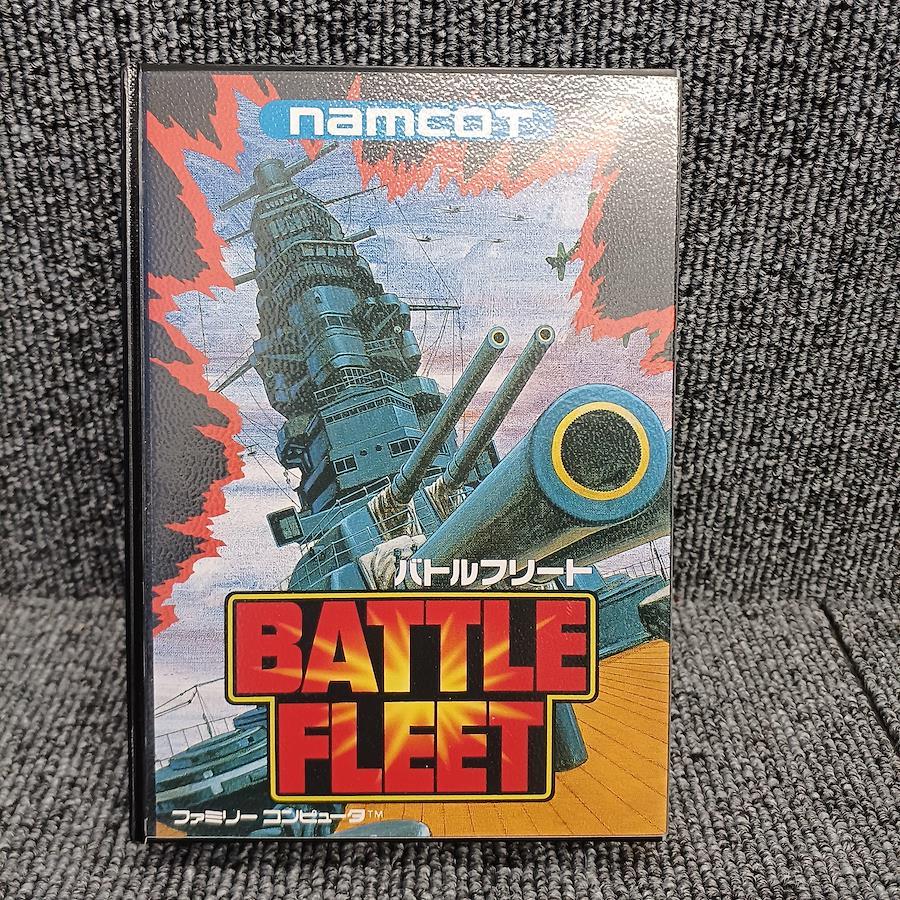 namcot
バトルフリート
BATTLE
FLEET
ファミリー コンピュータ™